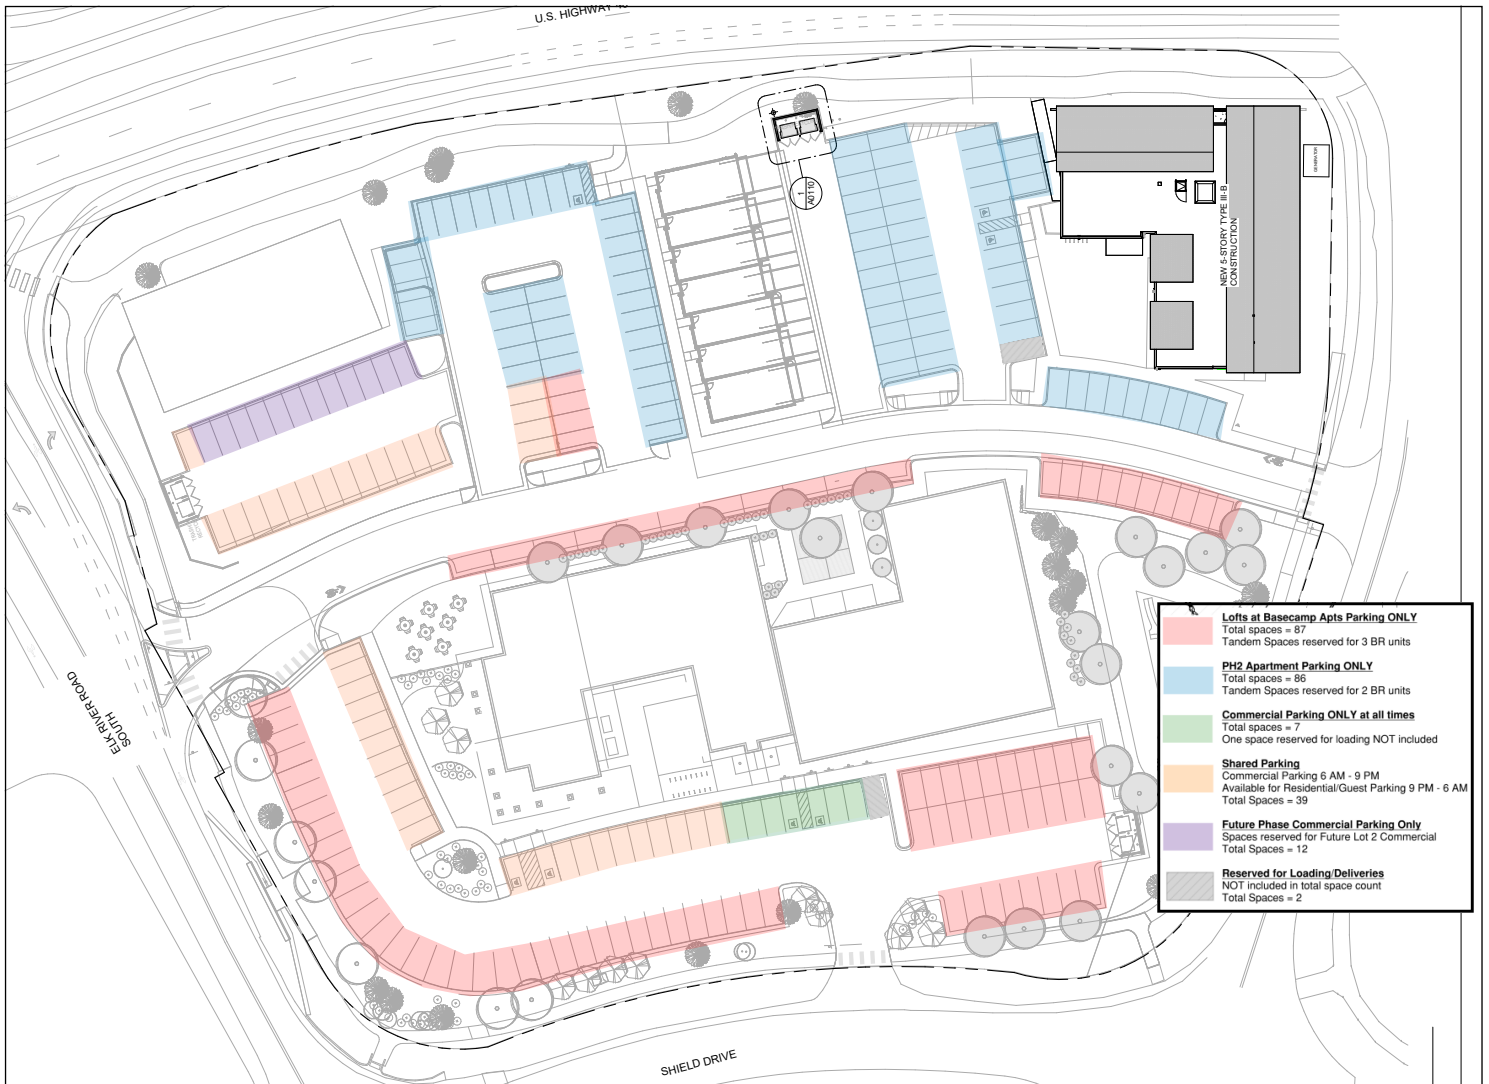 U.S. HIGHWAY
1
A0110
GENERATOR
NEW 5-STORY TYPE III-B
CONSTRUCTION
ELK RIVER ROAD
SOUTH
SHIELD DRIVE
Lofts at Basecamp Apts Parking ONLY
Total spaces = 87
Tandem Spaces reserved for 3 BR units
PH2 Apartment Parking ONLY
Total spaces = 86
Tandem Spaces reserved for 2 BR units
Commercial Parking ONLY at all times
Total spaces = 7
One space reserved for loading NOT included
Shared Parking
Commercial Parking 6 AM - 9 PM
Available for Residential/Guest Parking 9 PM - 6 AM
Total Spaces = 39
Future Phase Commercial Parking Only
Spaces reserved for Future Lot 2 Commercial
Total Spaces = 12
Reserved for Loading/Deliveries
NOT included in total space count
Total Spaces = 2